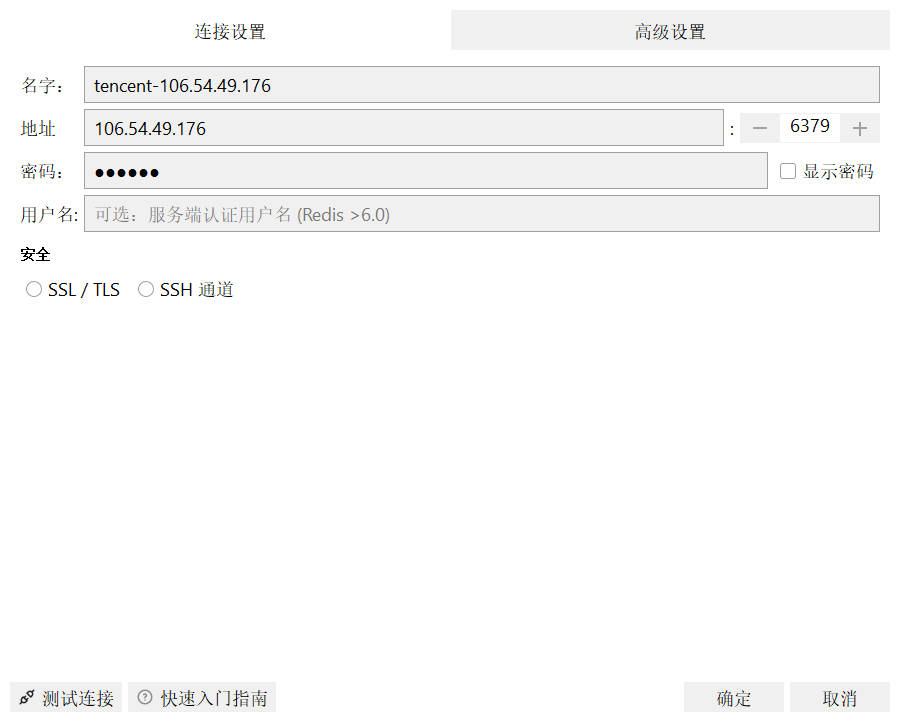 连接设置 高级设置
名字： tencent-106.54.49.176
地址 106.54.49.176 : 6379
密码： ●●●●●● 显示密码
用户名: 可选：服务端认证用户名 (Redis >6.0)
安全
SSL / TLS SSH 通道
测试连接 快速入门指南 确定 取消